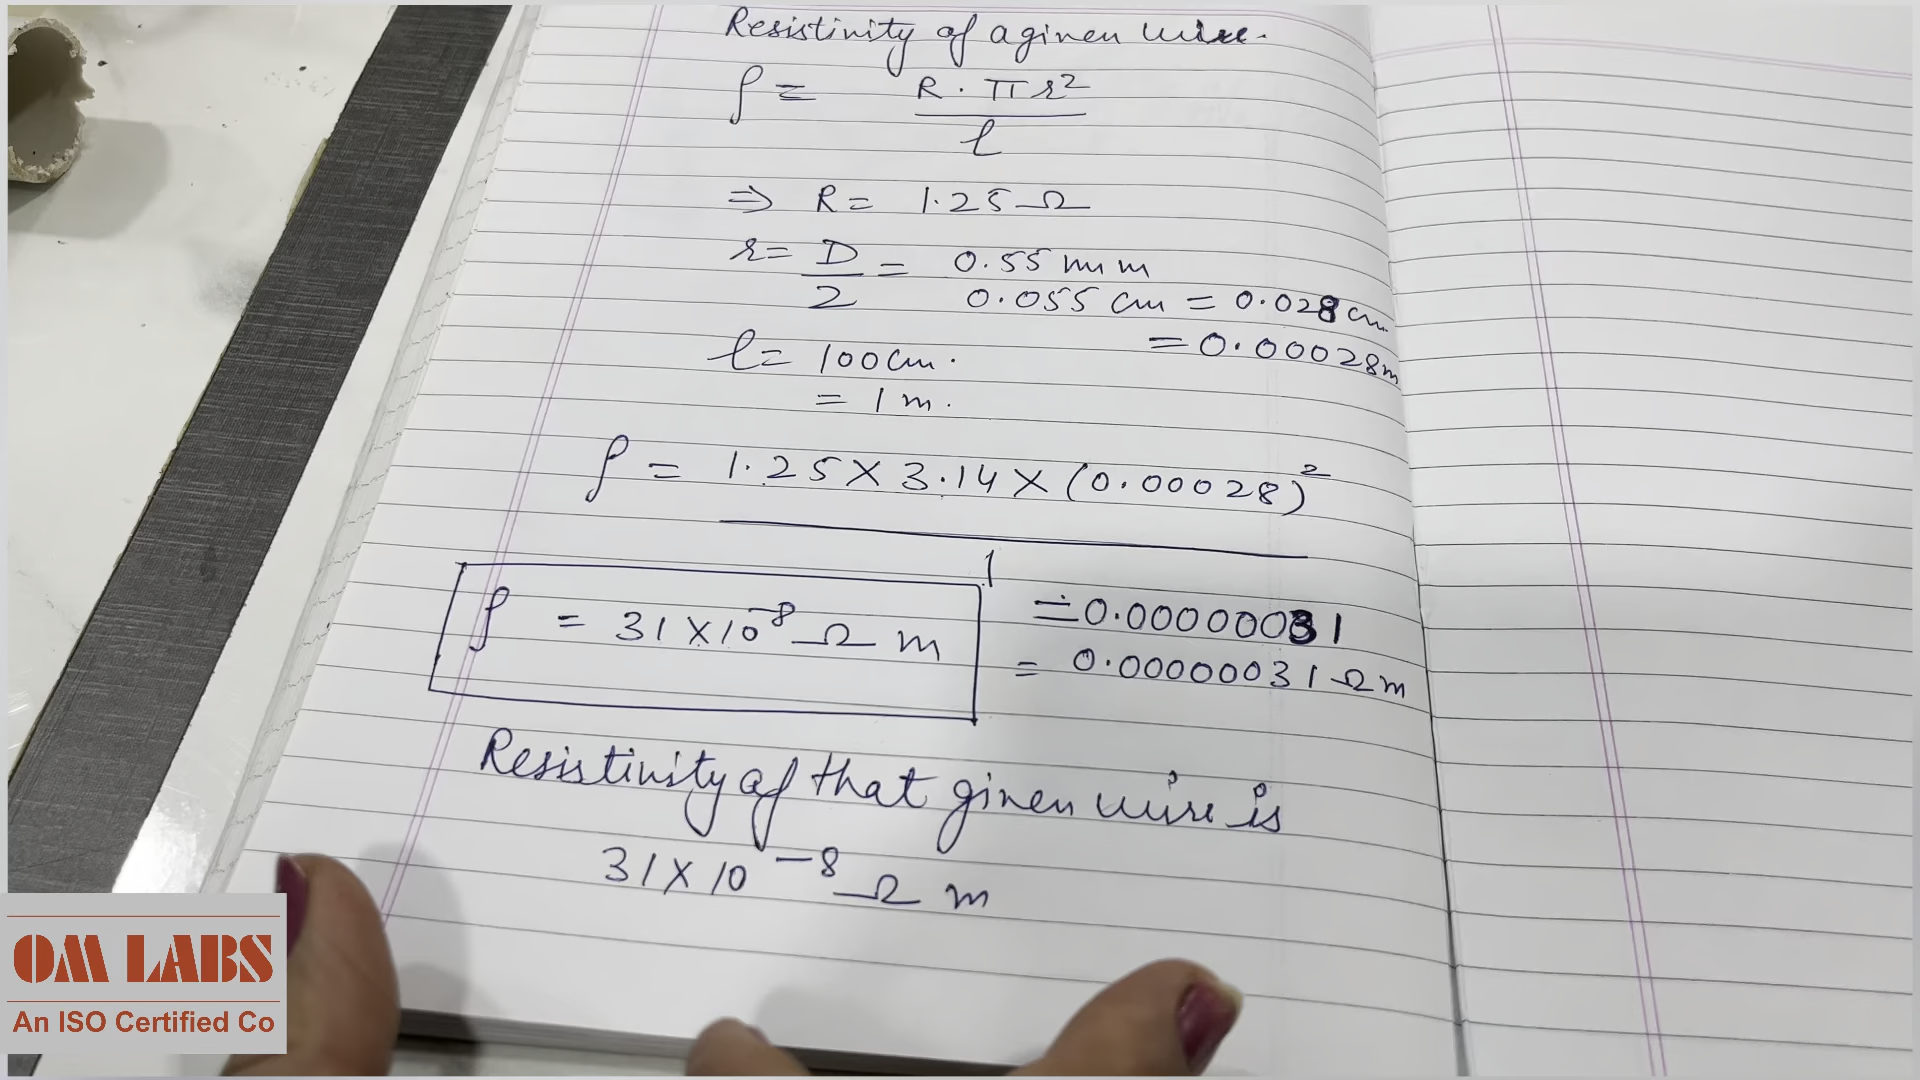 Resistivity of a given wire.
ρ = R . π r²
l
⇒ R = 1.25 Ω
r = D/2 = 0.55 mm
0.055 cm = 0.028 cm
= 0.00028m
l = 100 cm.
= 1 m.
ρ = 1.25 X 3.14 X (0.00028)²
1
ρ = 31 X 10⁻⁸ Ω m
= 0.00000031
= 0.00000031 Ω m
Resistivity of that given wire is
31 X 10⁻⁸ Ω m
OM LABS
An ISO Certified Co